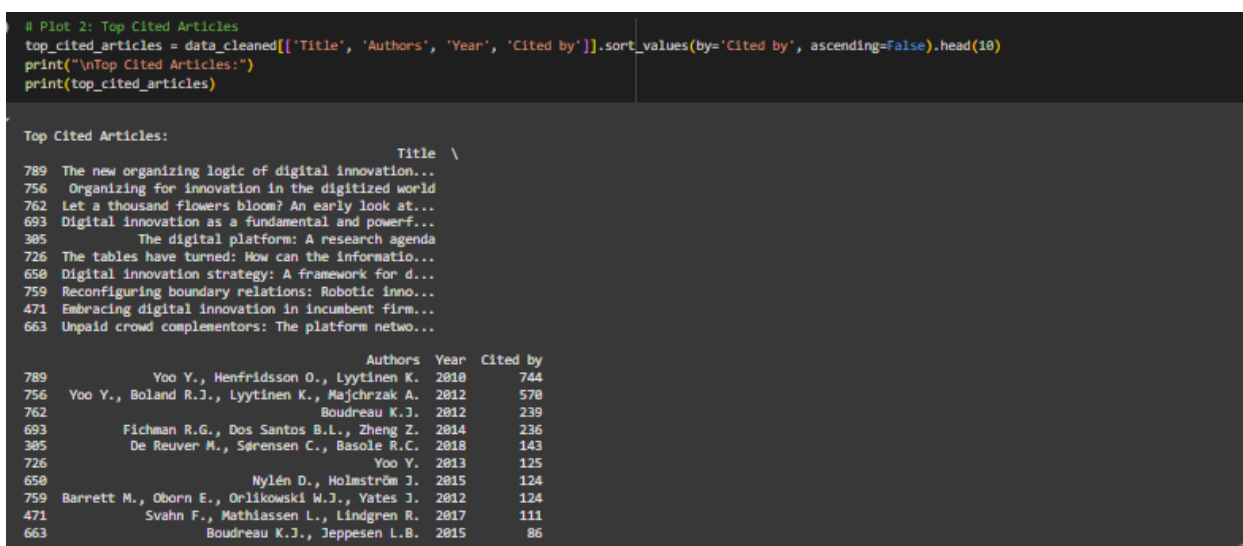 # Plot 2: Top Cited Articles
top_cited_articles = data_cleaned[['Title', 'Authors', 'Year', 'Cited by']].sort_values(by='Cited by', ascending=False).head(10)
print("\nTop Cited Articles:")
print(top_cited_articles)
Top Cited Articles:
Title \
789 The new organizing logic of digital innovation...
756 Organizing for innovation in the digitized world
762 Let a thousand flowers bloom? An early look at...
693 Digital innovation as a fundamental and powerf...
305 The digital platform: A research agenda
726 The tables have turned: How can the informatio...
650 Digital innovation strategy: A framework for d...
759 Reconfiguring boundary relations: Robotic inno...
471 Embracing digital innovation in incumbent firm...
663 Unpaid crowd complementors: The platform netwo...
Authors Year Cited by
789 Yoo Y., Henfridsson O., Lyytinen K. 2010 744
756 Yoo Y., Boland R.J., Lyytinen K., Majchrzak A. 2012 570
762 Boudreau K.J. 2012 239
693 Fichman R.G., Dos Santos B.L., Zheng Z. 2014 236
305 De Reuver M., Sørensen C., Basole R.C. 2018 143
726 Yoo Y. 2013 125
650 Nylén D., Holmström J. 2015 124
759 Barrett M., Oborn E., Orlikowski W.J., Yates J. 2012 124
471 Svahn F., Mathiassen L., Lindgren R. 2017 111
663 Boudreau K.J., Jeppesen L.B. 2015 86